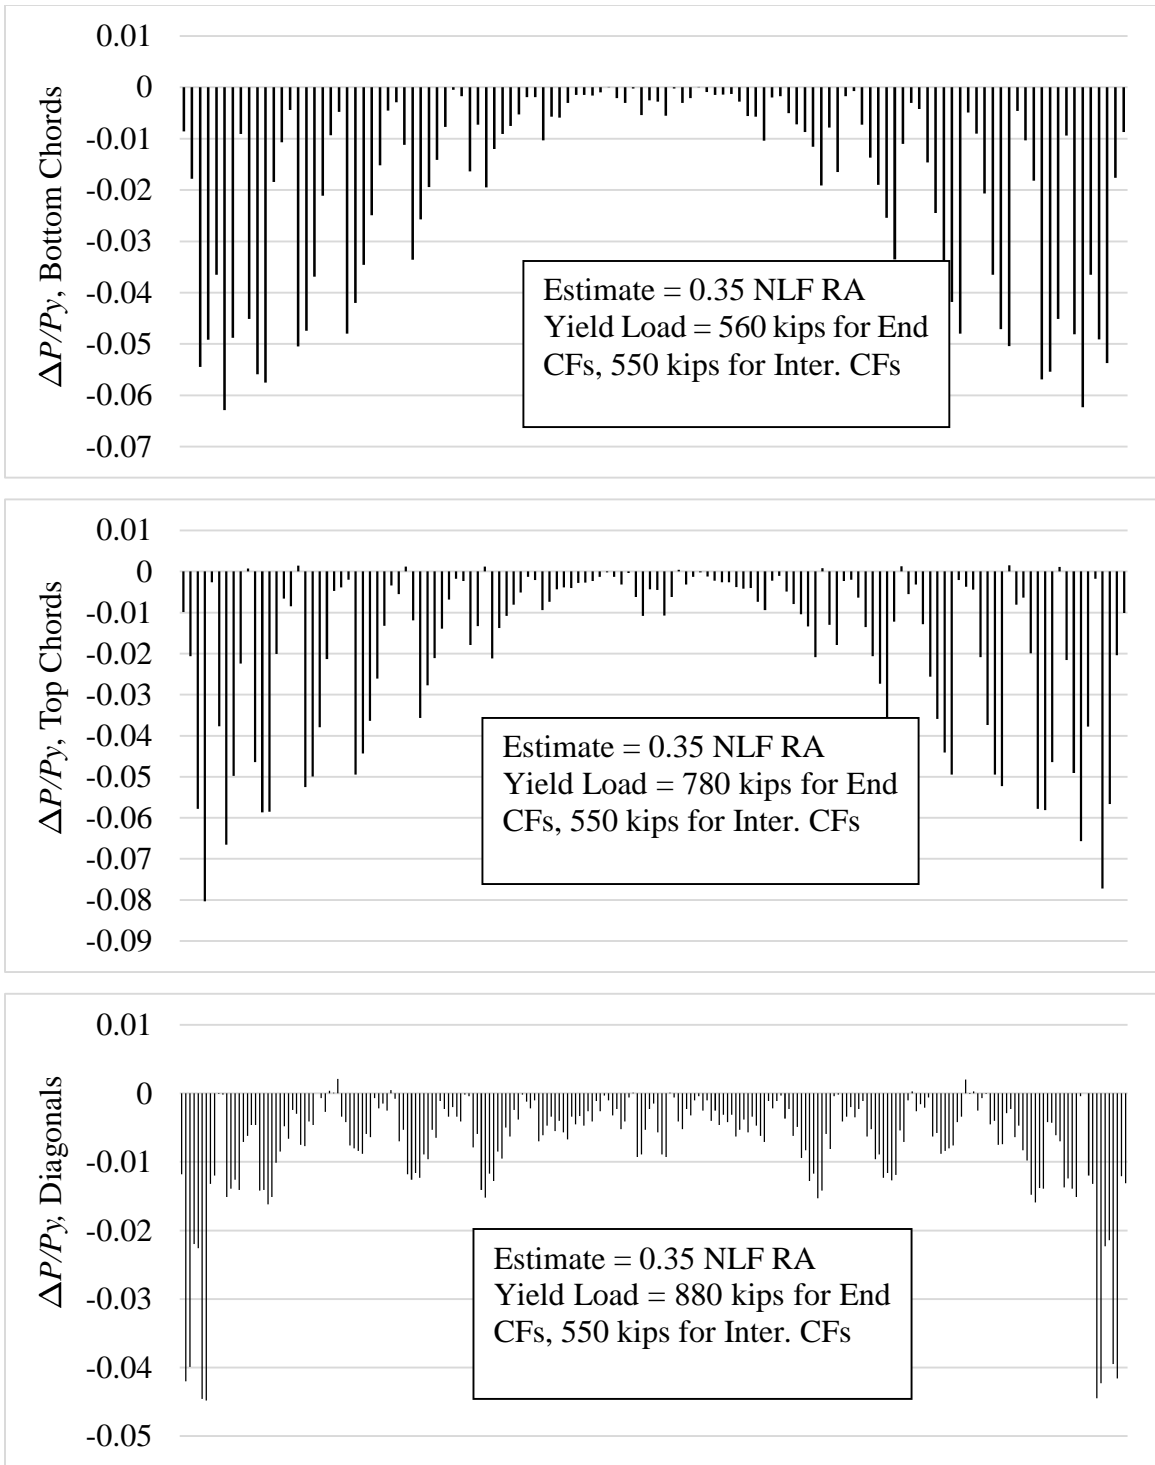 0.01
0
-0.01
-0.02
-0.03
-0.04
-0.05
-0.06
-0.07
ΔP/Py, Bottom Chords
Estimate = 0.35 NLF RA
Yield Load = 560 kips for End
CFs, 550 kips for Inter. CFs
0.01
0
-0.01
-0.02
-0.03
-0.04
-0.05
-0.06
-0.07
-0.08
-0.09
ΔP/Py, Top Chords
Estimate = 0.35 NLF RA
Yield Load = 780 kips for End
CFs, 550 kips for Inter. CFs
0.01
0
-0.01
-0.02
-0.03
-0.04
-0.05
ΔP/Py, Diagonals
Estimate = 0.35 NLF RA
Yield Load = 880 kips for End
CFs, 550 kips for Inter. CFs